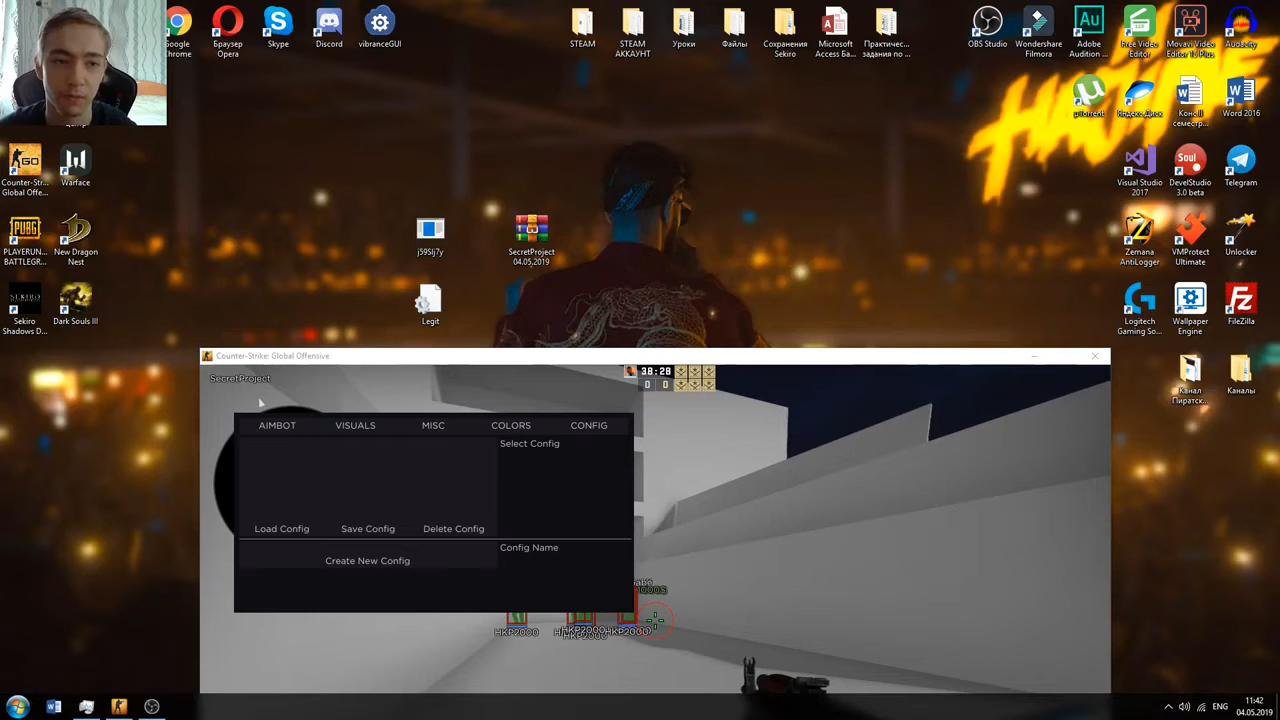 Google Chrome
Браузер Opera
Skype
Discord
vibranceGUI
STEAM
STEAM АККАУНТ
Уроки
Файлы
Сохранения Sekiro
Microsoft Access Ба...
Практичес... задания по ...
OBS Studio
Wondershare Filmora
Adobe Audition ...
Free Video Editor
Movavi Video Editor 10 Plus
Audacity
µTorrent
Яндекс.Диск
Word 2016
Counter-Strike Global Offe...
Warface
Visual Studio 2017
DevelStudio 3.0 beta
Telegram
PLAYERUN... BATTLEGR...
New Dragon Nest
j59SIj7y
SecretProject 04.05.2019
Zemana AntiLogger
VMProtect Ultimate
Unlocker
Sekiro Shadows D...
Dark Souls III
Legit
Logitech Gaming So...
Wallpaper Engine
FileZilla
Канал Пиратск...
Каналы
Counter-Strike: Global Offensive
SecretProject
38:28
0 0
AIMBOT VISUALS MISC COLORS CONFIG
Select Config
Load Config Save Config Delete Config
Config Name
Create New Config
HKP2000
HKP2000
HKP2000
ENG
11:42
04.05.2019